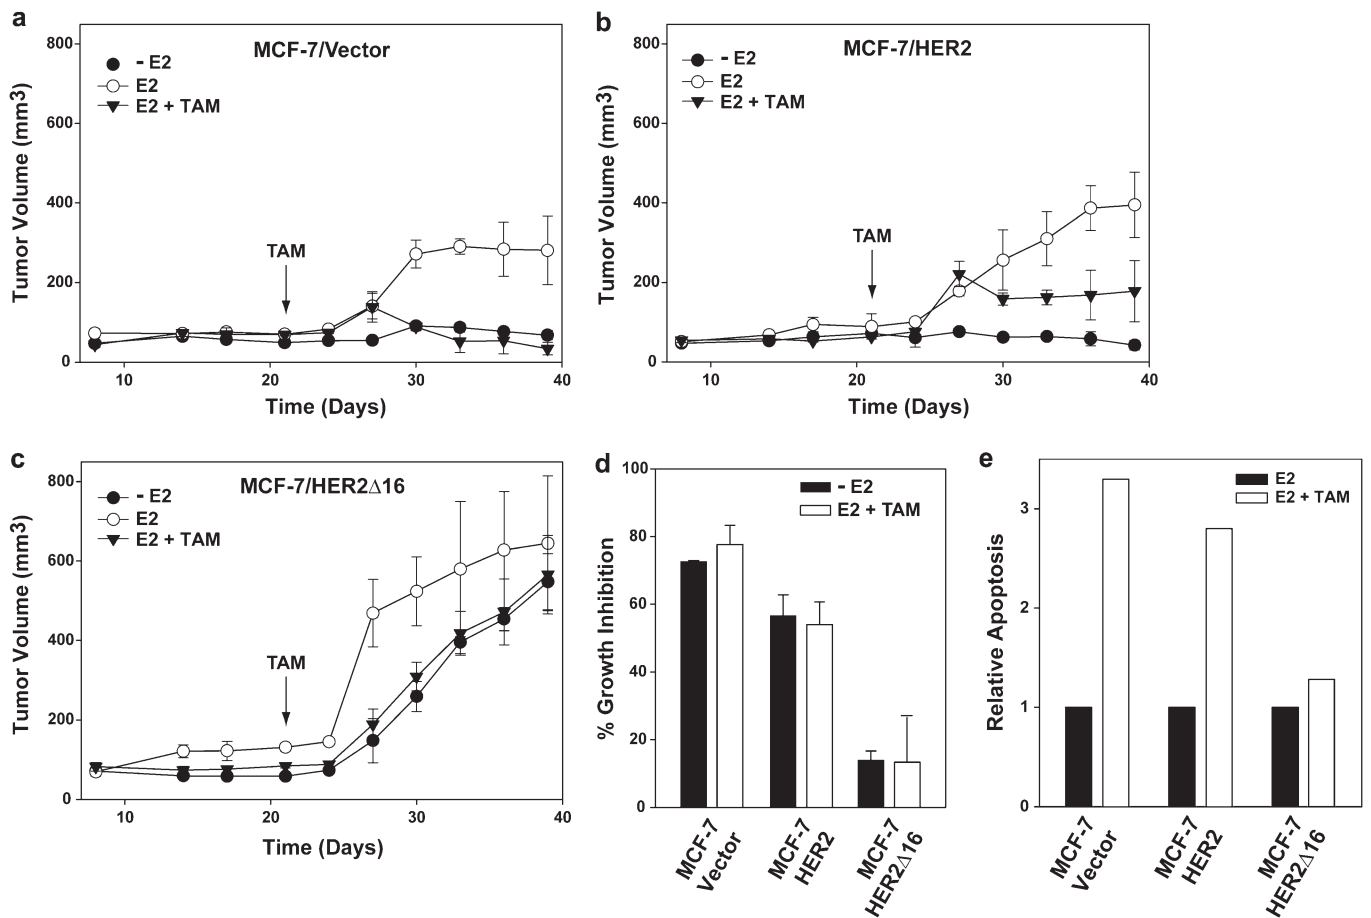 a
MCF-7/Vector
- E2
E2
E2 + TAM
TAM
Tumor Volume (mm3)
800
600
400
200
0
10 20 30 40
Time (Days)
b
MCF-7/HER2
- E2
E2
E2 + TAM
TAM
Tumor Volume (mm3)
800
600
400
200
0
10 20 30 40
Time (Days)
c
MCF-7/HER2Δ16
- E2
E2
E2 + TAM
TAM
Tumor Volume (mm3)
800
600
400
200
0
10 20 30 40
Time (Days)
d
- E2
E2 + TAM
% Growth Inhibition
100
80
60
40
20
0
MCF-7
Vector
MCF-7
HER2
MCF-7
HER2Δ16
e
E2
E2 + TAM
Relative Apoptosis
3
2
1
0
MCF-7
Vector
MCF-7
HER2
MCF-7
HER2Δ16